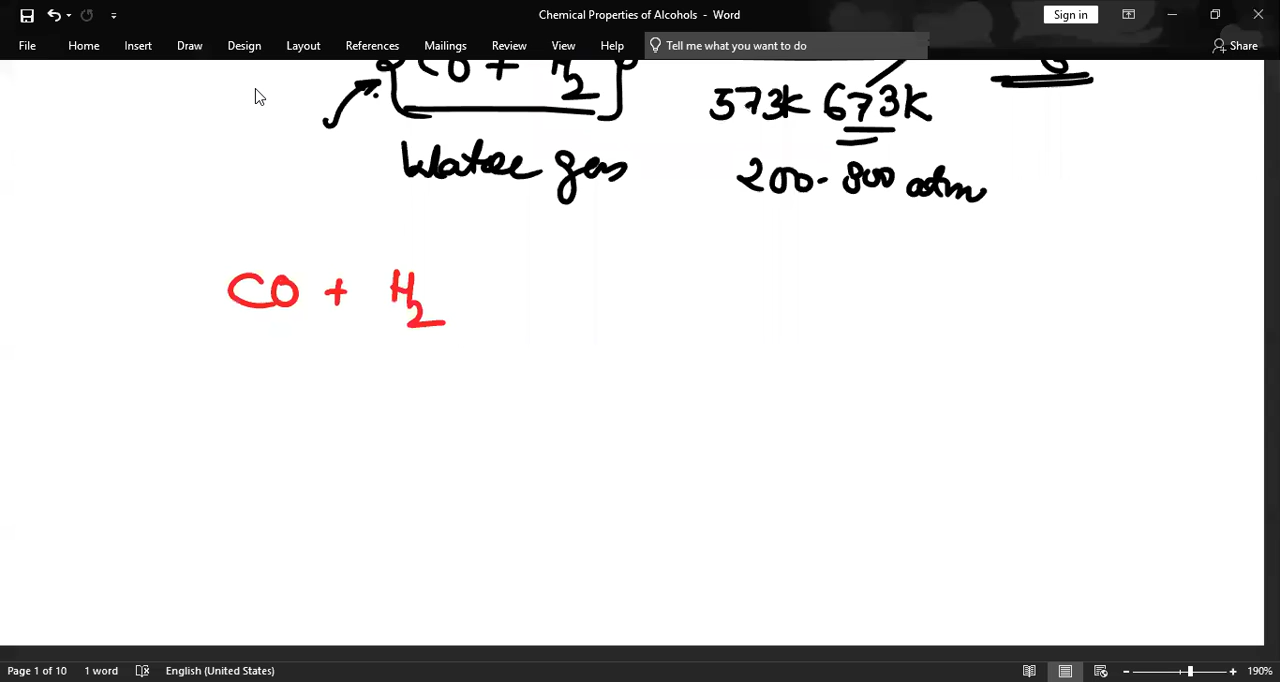 Chemical Properties of Alcohols - Word
Sign in
File Home Insert Draw Design Layout References Mailings Review View Help Tell me what you want to do Share
CO + H2
573K 673K
Water gas
200-300 atm
CO + H2
Page 1 of 10 1 word English (United States) 190%